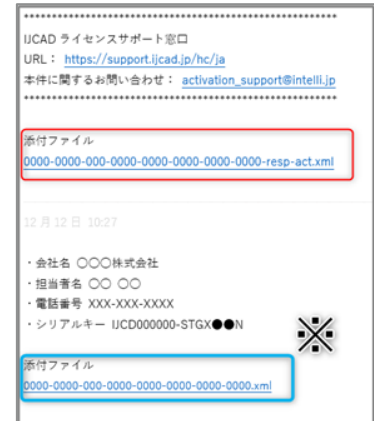 ************************************************************
IJCAD ライセンスサポート窓口
URL： https://support.ijcad.jp/hc/ja
本件に関するお問い合わせ： activation_support@intelli.jp
************************************************************
添付ファイル
0000-0000-000-0000-0000-0000-0000-0000-resp-act.xml
12 月 12 日 10:27
・会社名 〇〇〇株式会社
・担当者名 〇〇 〇〇
・電話番号 XXX-XXX-XXXX
・シリアルキー IJCD000000-STGX●●N
※
添付ファイル
0000-0000-000-0000-0000-0000-0000-0000.xml